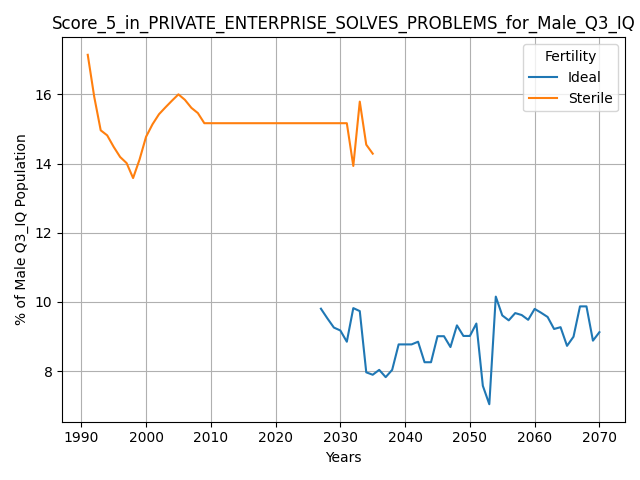 Score_5_in_PRIVATE_ENTERPRISE_SOLVES_PROBLEMS_for_Male_Q3_IQ
Fertility
Ideal
Sterile
% of Male Q3_IQ Population
16
14
12
10
8
1990 2000 2010 2020 2030 2040 2050 2060 2070
Years